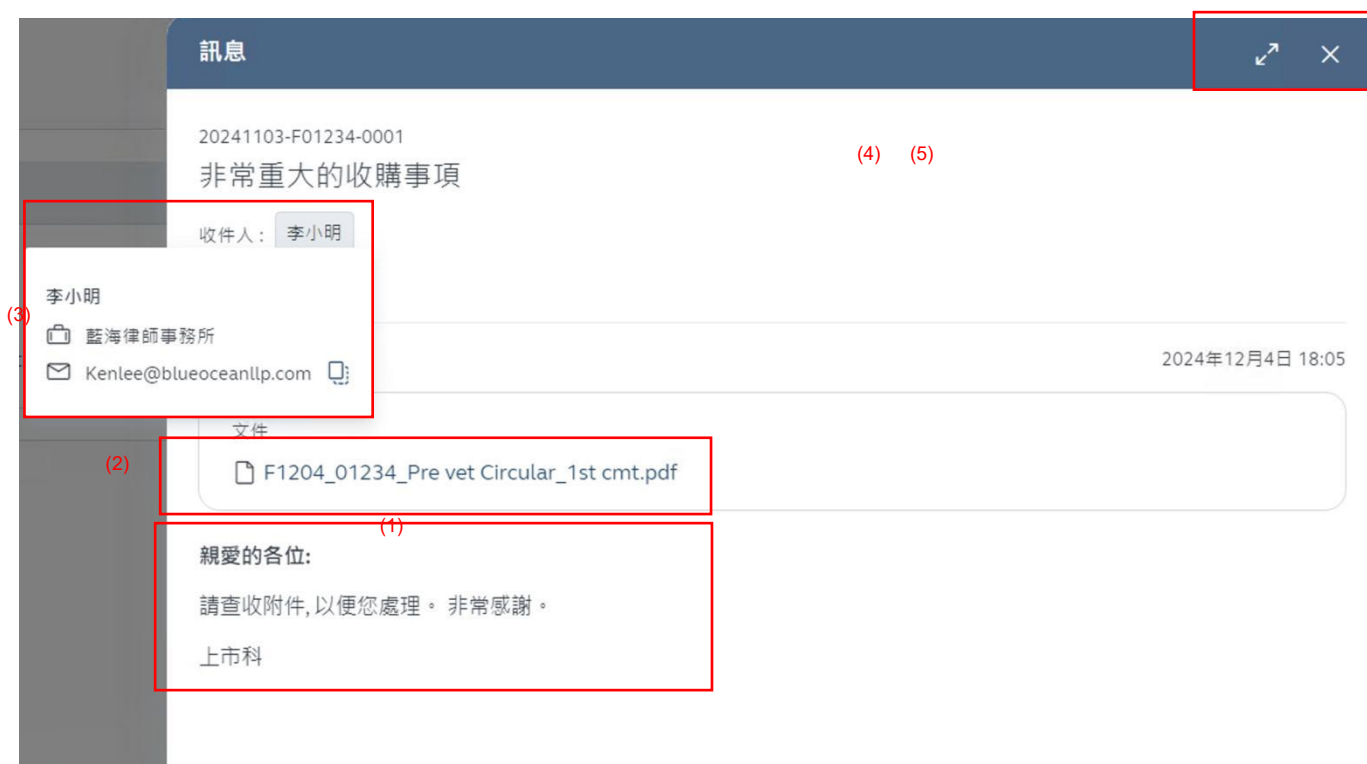 訊息
20241103-F01234-0001
非常重大的收購事項
(4) (5)
收件人: 李小明
李小明
(3)
藍海律師事務所
Kenlee@blueoceanllp.com
2024年12月4日 18:05
文件
(2)
F1204_01234_Pre vet Circular_1st cmt.pdf
(1)
親愛的各位:
請查收附件,以便您處理。 非常感謝。
上市科